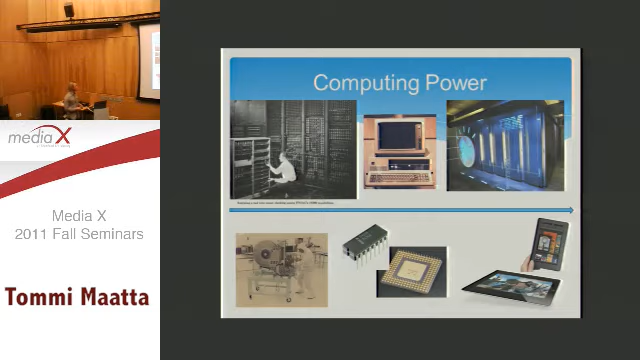 Computing Power
media X
Media X
2011 Fall Seminars
Tommi Maatta